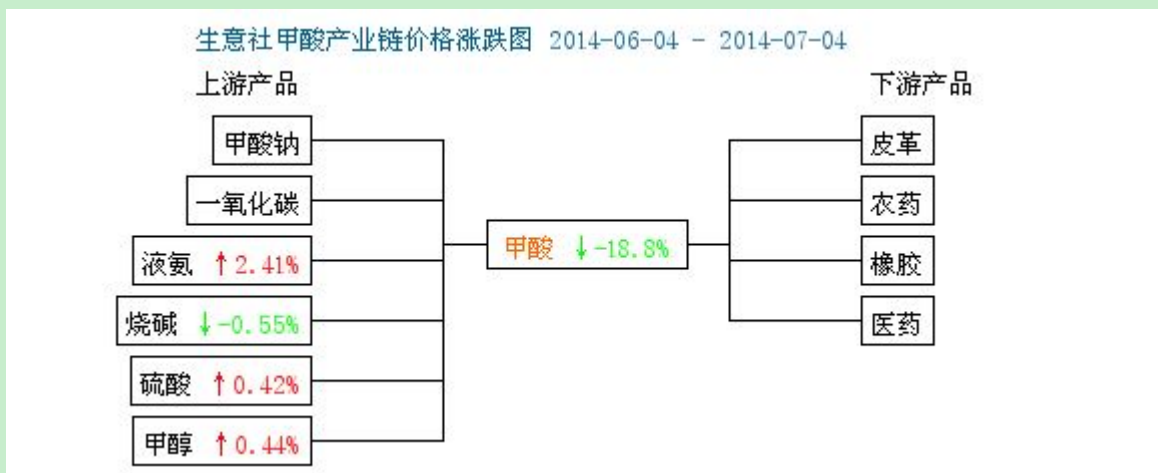 生意社甲酸产业链价格涨跌图 2014-06-04 - 2014-07-04
上游产品
下游产品
甲酸钠
皮革
一氧化碳
农药
甲酸 ↓-18.8%
液氨 ↑2.41%
橡胶
烧碱 ↓-0.55%
医药
硫酸 ↑0.42%
甲醇 ↑0.44%